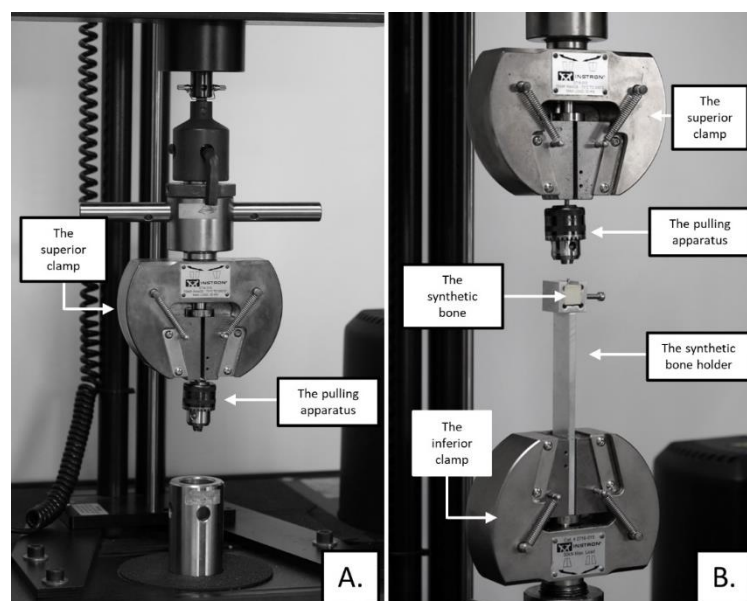 The
superior
clamp
INSTRON
The pulling
apparatus
A.
INSTRON
The
superior
clamp
The pulling
apparatus
The
synthetic
bone
The synthetic
bone holder
The
inferior
clamp
INSTRON
B.